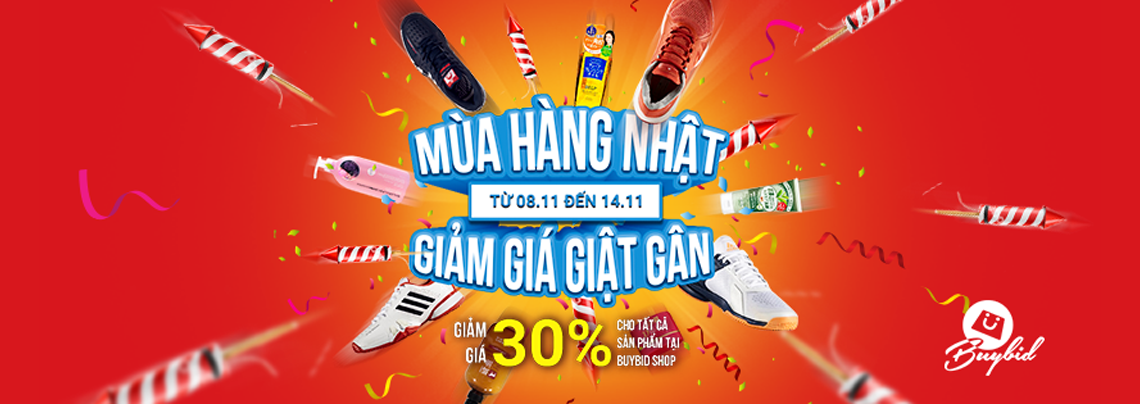 MÙA HÀNG NHẬT
TỪ 08.11 ĐẾN 14.11
GIẢM GIÁ GIẬT GÂN
GIẢM GIÁ
30%
CHO TẤT CẢ
SẢN PHẨM TẠI
BUYBID SHOP
Buybid